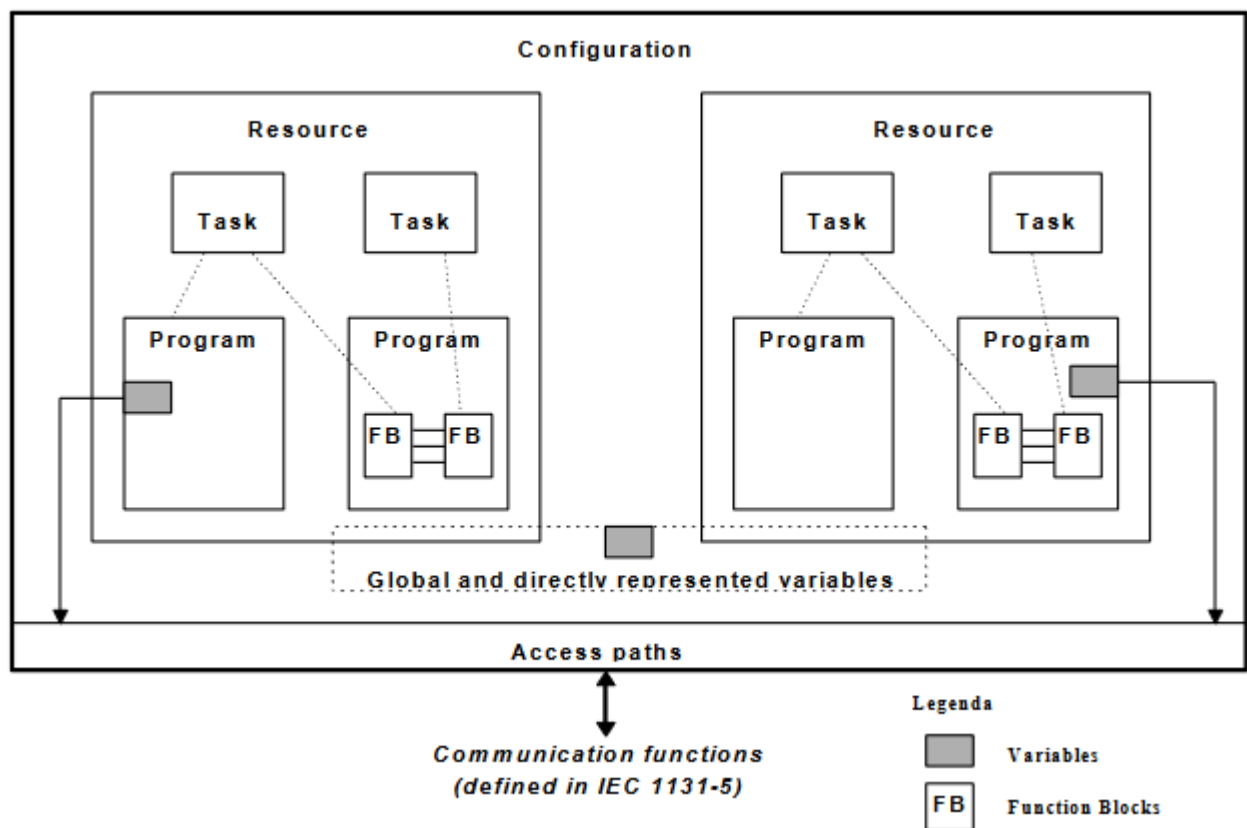 Configuration
Resource Resource
Task Task Task Task
Program Program Program Program
FB FB FB FB
Global and directly represented variables
Access paths
Communication functions
(defined in IEC 1131-5)
Legenda
Variables
FB Function Blocks